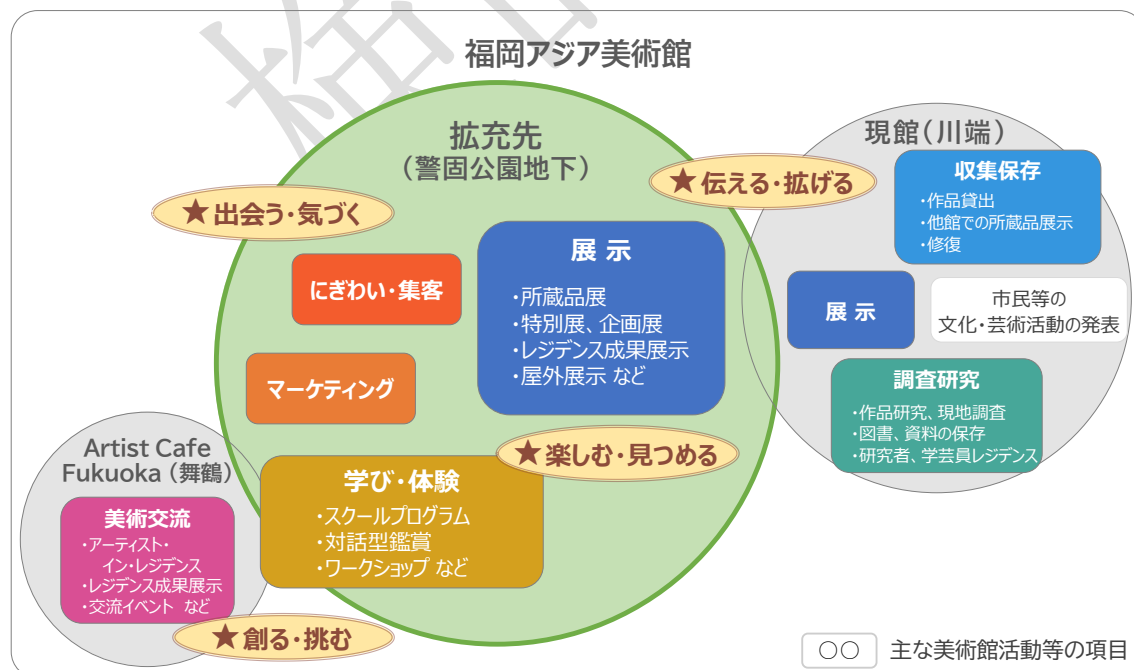 福岡アジア美術館
拡充先
（警固公園地下）
★出会う・気づく
にぎわい・集客
マーケティング
展 示
・所蔵品展
・特別展、企画展
・レジデンス成果展示
・屋外展示 など
★楽しむ・見つめる
学び・体験
・スクールプログラム
・対話型鑑賞
・ワークショップ など
★伝える・拡げる
現館（川端）
収集保存
・作品貸出
・他館での所蔵品展示
・修復
展 示
市民等の
文化・芸術活動の発表
調査研究
・作品研究、現地調査
・図書、資料の保存
・研究者、学芸員レジデンス
Artist Cafe
Fukuoka（舞鶴）
美術交流
・アーティスト・
イン・レジデンス
・レジデンス成果展示
・交流イベント など
★創る・挑む
○○ 主な美術館活動等の項目